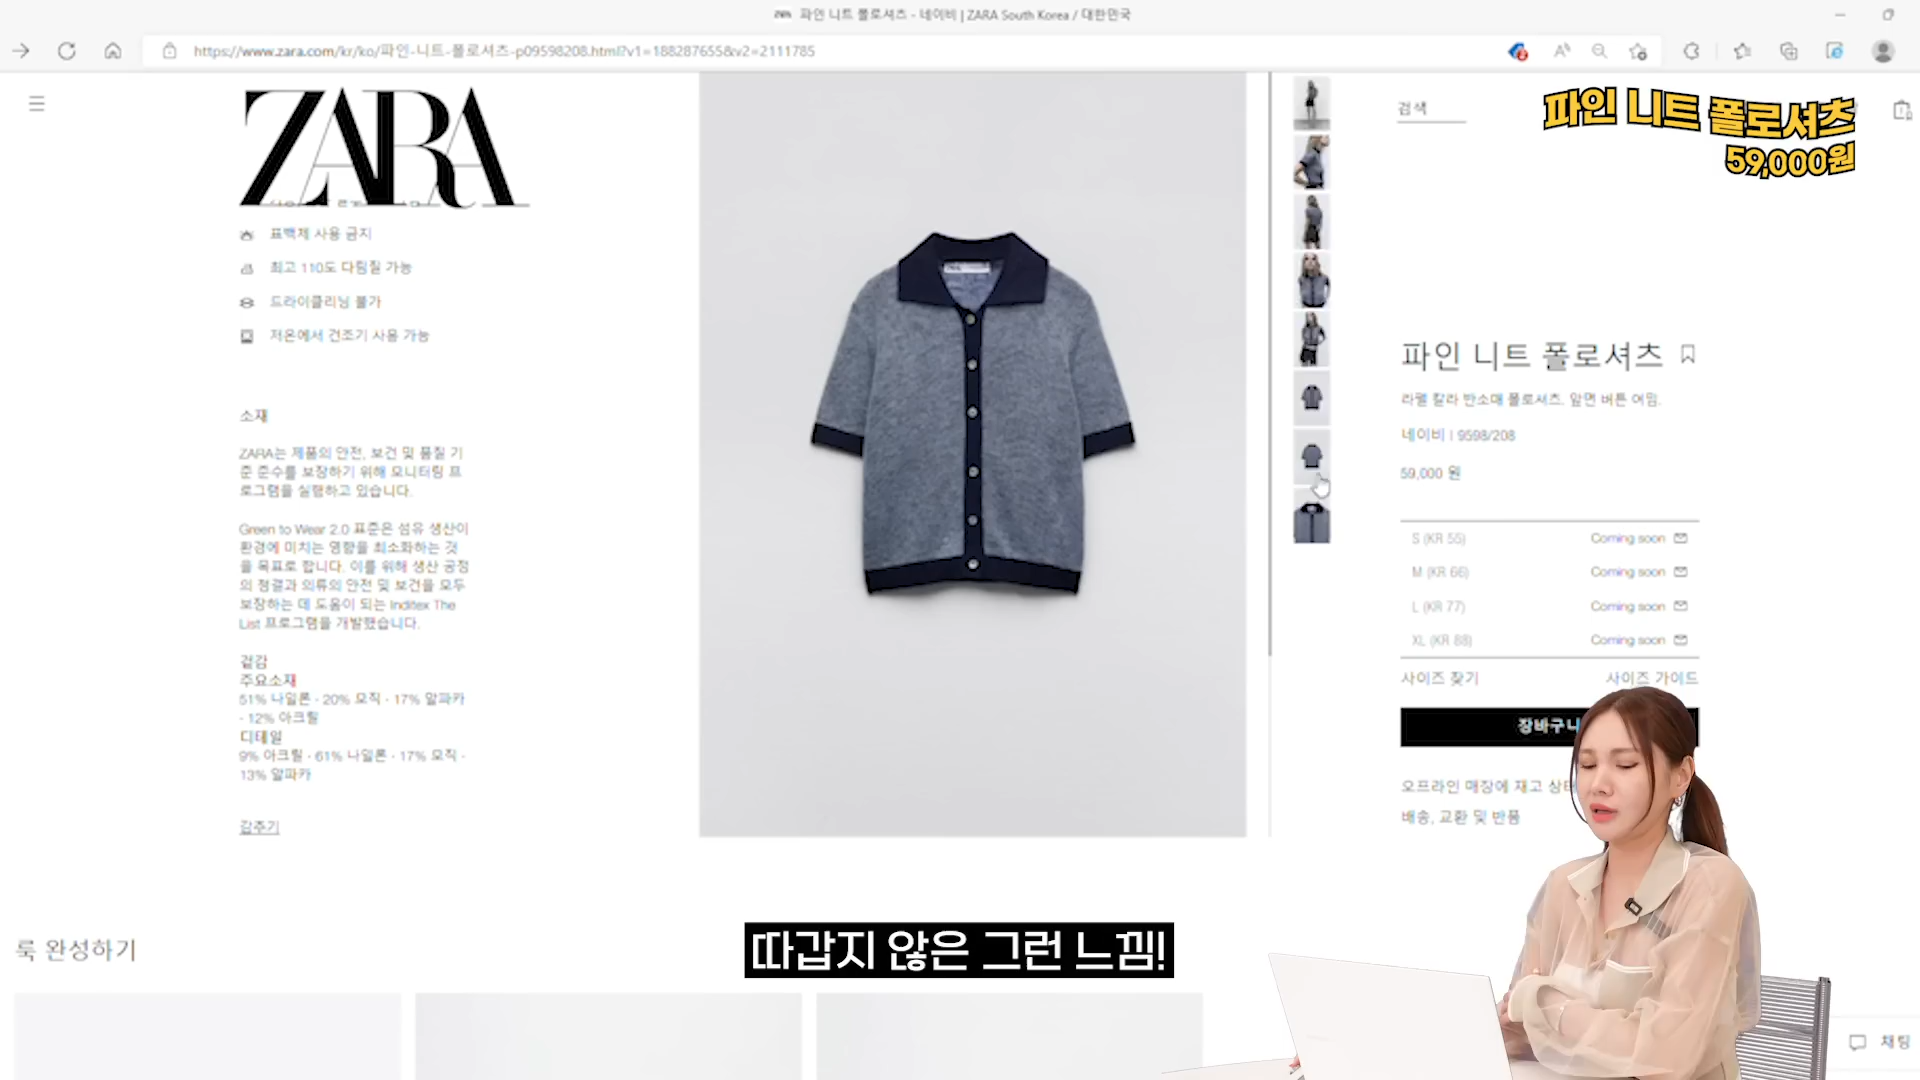 파인 니트 폴로셔츠 - 네이비 | ZARA South Korea / 대한민국
https://www.zara.com/kr/ko/파인-니트-폴로셔츠-p09598208.html?v1=188287655&v2=2111785
ZARA
표백제 사용 금지
최고 110도 다림질 가능
드라이클리닝 불가
저온에서 건조기 사용 가능
소재
ZARA는 제품의 안전, 보건 및 품질 기
준 준수를 보장하기 위해 모니터링 프
로그램을 실행하고 있습니다.
Green to Wear 2.0 표준은 섬유 생산이
환경에 미치는 영향을 최소화하는 것
을 목표로 합니다. 이를 위해 생산 공정
의 청결과 의류의 안전 및 보건을 모두
보장하는 데 도움이 되는 Inditex The
List 프로그램을 개발했습니다.
겉감
주요소재
51% 나일론 - 20% 모직 - 17% 알파카
- 12% 아크릴
디테일
9% 아크릴 - 61% 나일론 - 17% 모직 -
13% 알파카
감추기
검색
파인 니트 폴로셔츠
59,000원
파인 니트 폴로셔츠
라펠 칼라 반소매 폴로셔츠. 앞면 버튼 여밈.
네이비 | 9598/208
59,000 원
S (KR 55) Coming soon
M (KR 66) Coming soon
L (KR 77) Coming soon
XL (KR 88) Coming soon
사이즈 찾기 사이즈 가이드
장바구니
오프라인 매장에 재고 상태
배송, 교환 및 반품
룩 완성하기
따갑지 않은 그런 느낌!
채팅